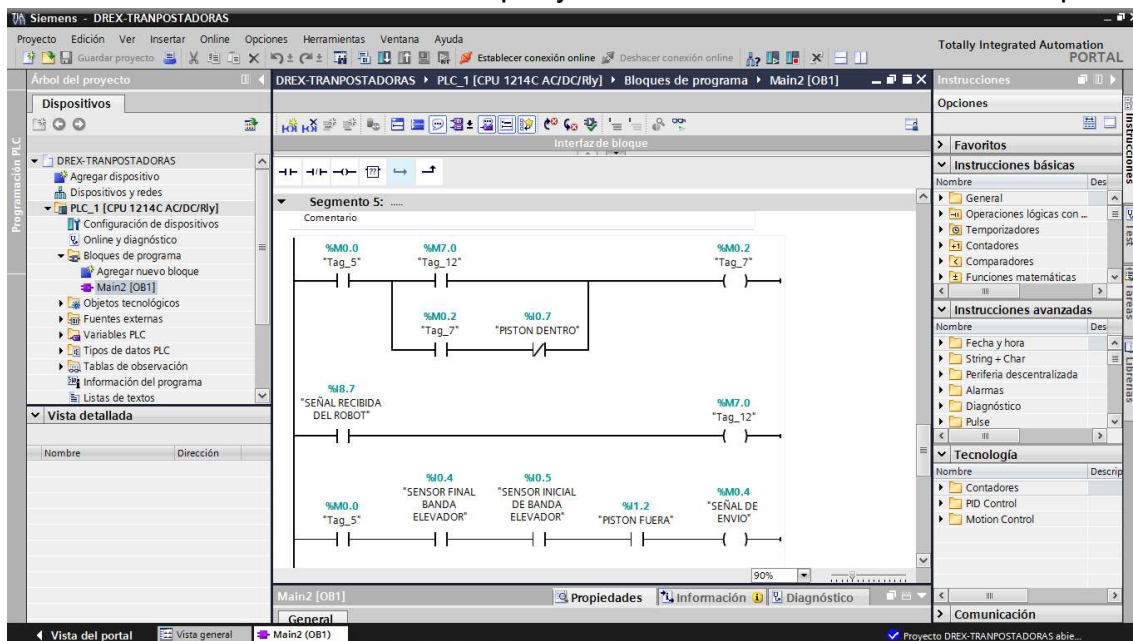 Siemens - DREX-TRANPOSTADORAS
Proyecto Edición Ver Insertar Online Opciones Herramientas Ventana Ayuda
Guardar proyecto Establecer conexión online Deshacer conexión online
Totally Integrated Automation
PORTAL
Árbol del proyecto
DREX-TRANPOSTADORAS PLC_1 [CPU 1214C AC/DC/Rly] Bloques de programa Main2 [OB1]
Instrucciones
Dispositivos
Programación PLC
DREX-TRANPOSTADORAS
Agregar dispositivo
Dispositivos y redes
PLC_1 [CPU 1214C AC/DC/Rly]
Configuración de dispositivos
Online y diagnóstico
Bloques de programa
Agregar nuevo bloque
Main2 [OB1]
Objetos tecnológicos
Fuentes externas
Variables PLC
Tipos de datos PLC
Tablas de observación
Información del programa
Listas de textos
Vista detallada
Nombre Dirección
Interfaz de bloque
Segmento 5: .....
Comentario
%M0.0 %M7.0 %M0.2
"Tag_5" "Tag_12" "Tag_7"
%M0.2 %I0.7
"Tag_7" "PISTON DENTRO"
%I8.7
"SEÑAL RECIBIDA
DEL ROBOT"
%M7.0
"Tag_12"
%I0.4 %I0.5
"SENSOR FINAL "SENSOR INICIAL
%M0.0 BANDA DE BANDA %I1.2 %M0.4
"Tag_5" ELEVADOR" ELEVADOR" "PISTON FUERA" "SEÑAL DE
ENVIO"
90%
Main2 [OB1] Propiedades Información Diagnóstico
General
Opciones
Favoritos
Instrucciones básicas
Nombre Des
General
Operaciones lógicas con ...
Temporizadores
Contadores
Comparadores
Funciones matemáticas
Instrucciones avanzadas
Nombre Des
Fecha y hora
String + Char
Periferia descentralizada
Alarmas
Diagnóstico
Pulse
Tecnología
Nombre Descrip
Contadores
PID Control
Motion Control
Comunicación
Instrucciones
Test
Tareas
Librerías
Vista del portal Vista general Main2 (OB1) Proyecto DREX-TRANPOSTADORAS abie...